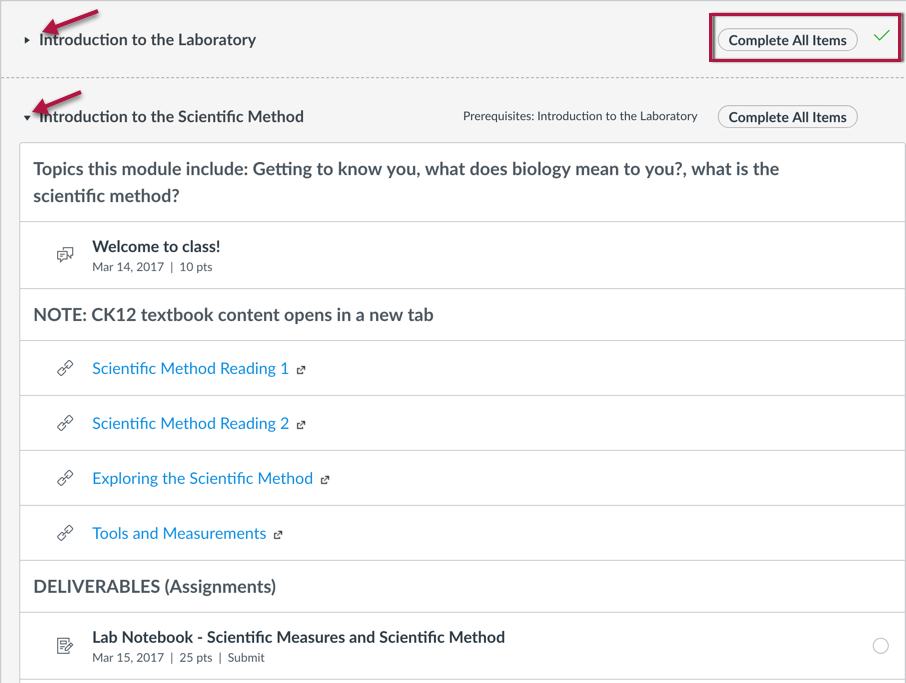 Introduction to the Laboratory
Complete All Items
Introduction to the Scientific Method
Prerequisites: Introduction to the Laboratory
Complete All Items
Topics this module include: Getting to know you, what does biology mean to you?, what is the
scientific method?
Welcome to class!
Mar 14, 2017 | 10 pts
NOTE: CK12 textbook content opens in a new tab
Scientific Method Reading 1
Scientific Method Reading 2
Exploring the Scientific Method
Tools and Measurements
DELIVERABLES (Assignments)
Lab Notebook - Scientific Measures and Scientific Method
Mar 15, 2017 | 25 pts | Submit